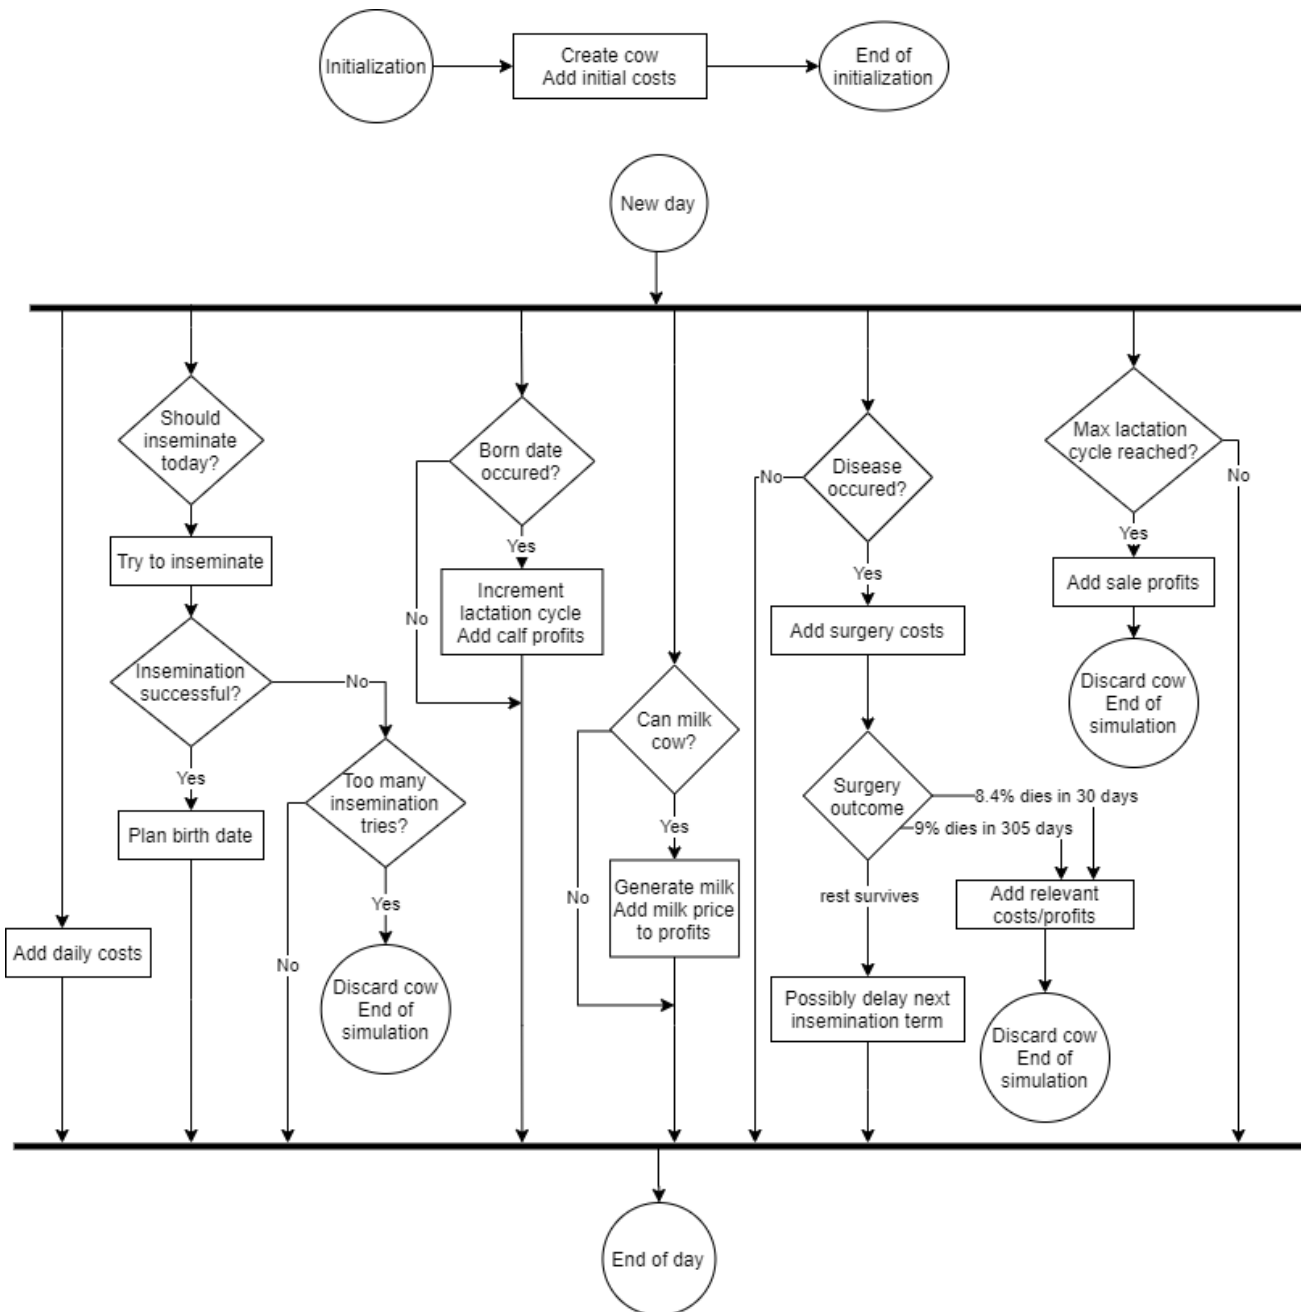 Initialization
Create cow
Add initial costs
End of
initialization
New day
Should
inseminate
today?
Try to inseminate
Insemination
successful?
No
Yes
Plan birth date
Too many
insemination
tries?
No
Yes
Discard cow
End of
simulation
Add daily costs
Born date
occured?
No
Yes
Increment
lactation cycle
Add calf profits
Can milk
cow?
No
Yes
Generate milk
Add milk price
to profits
Disease
occured?
No
Yes
Add surgery costs
Surgery
outcome
8.4% dies in 30 days
9% dies in 305 days
rest survives
Add relevant
costs/profits
Possibly delay next
insemination term
Discard cow
End of
simulation
Max lactation
cycle reached?
No
Yes
Add sale profits
Discard cow
End of
simulation
End of day